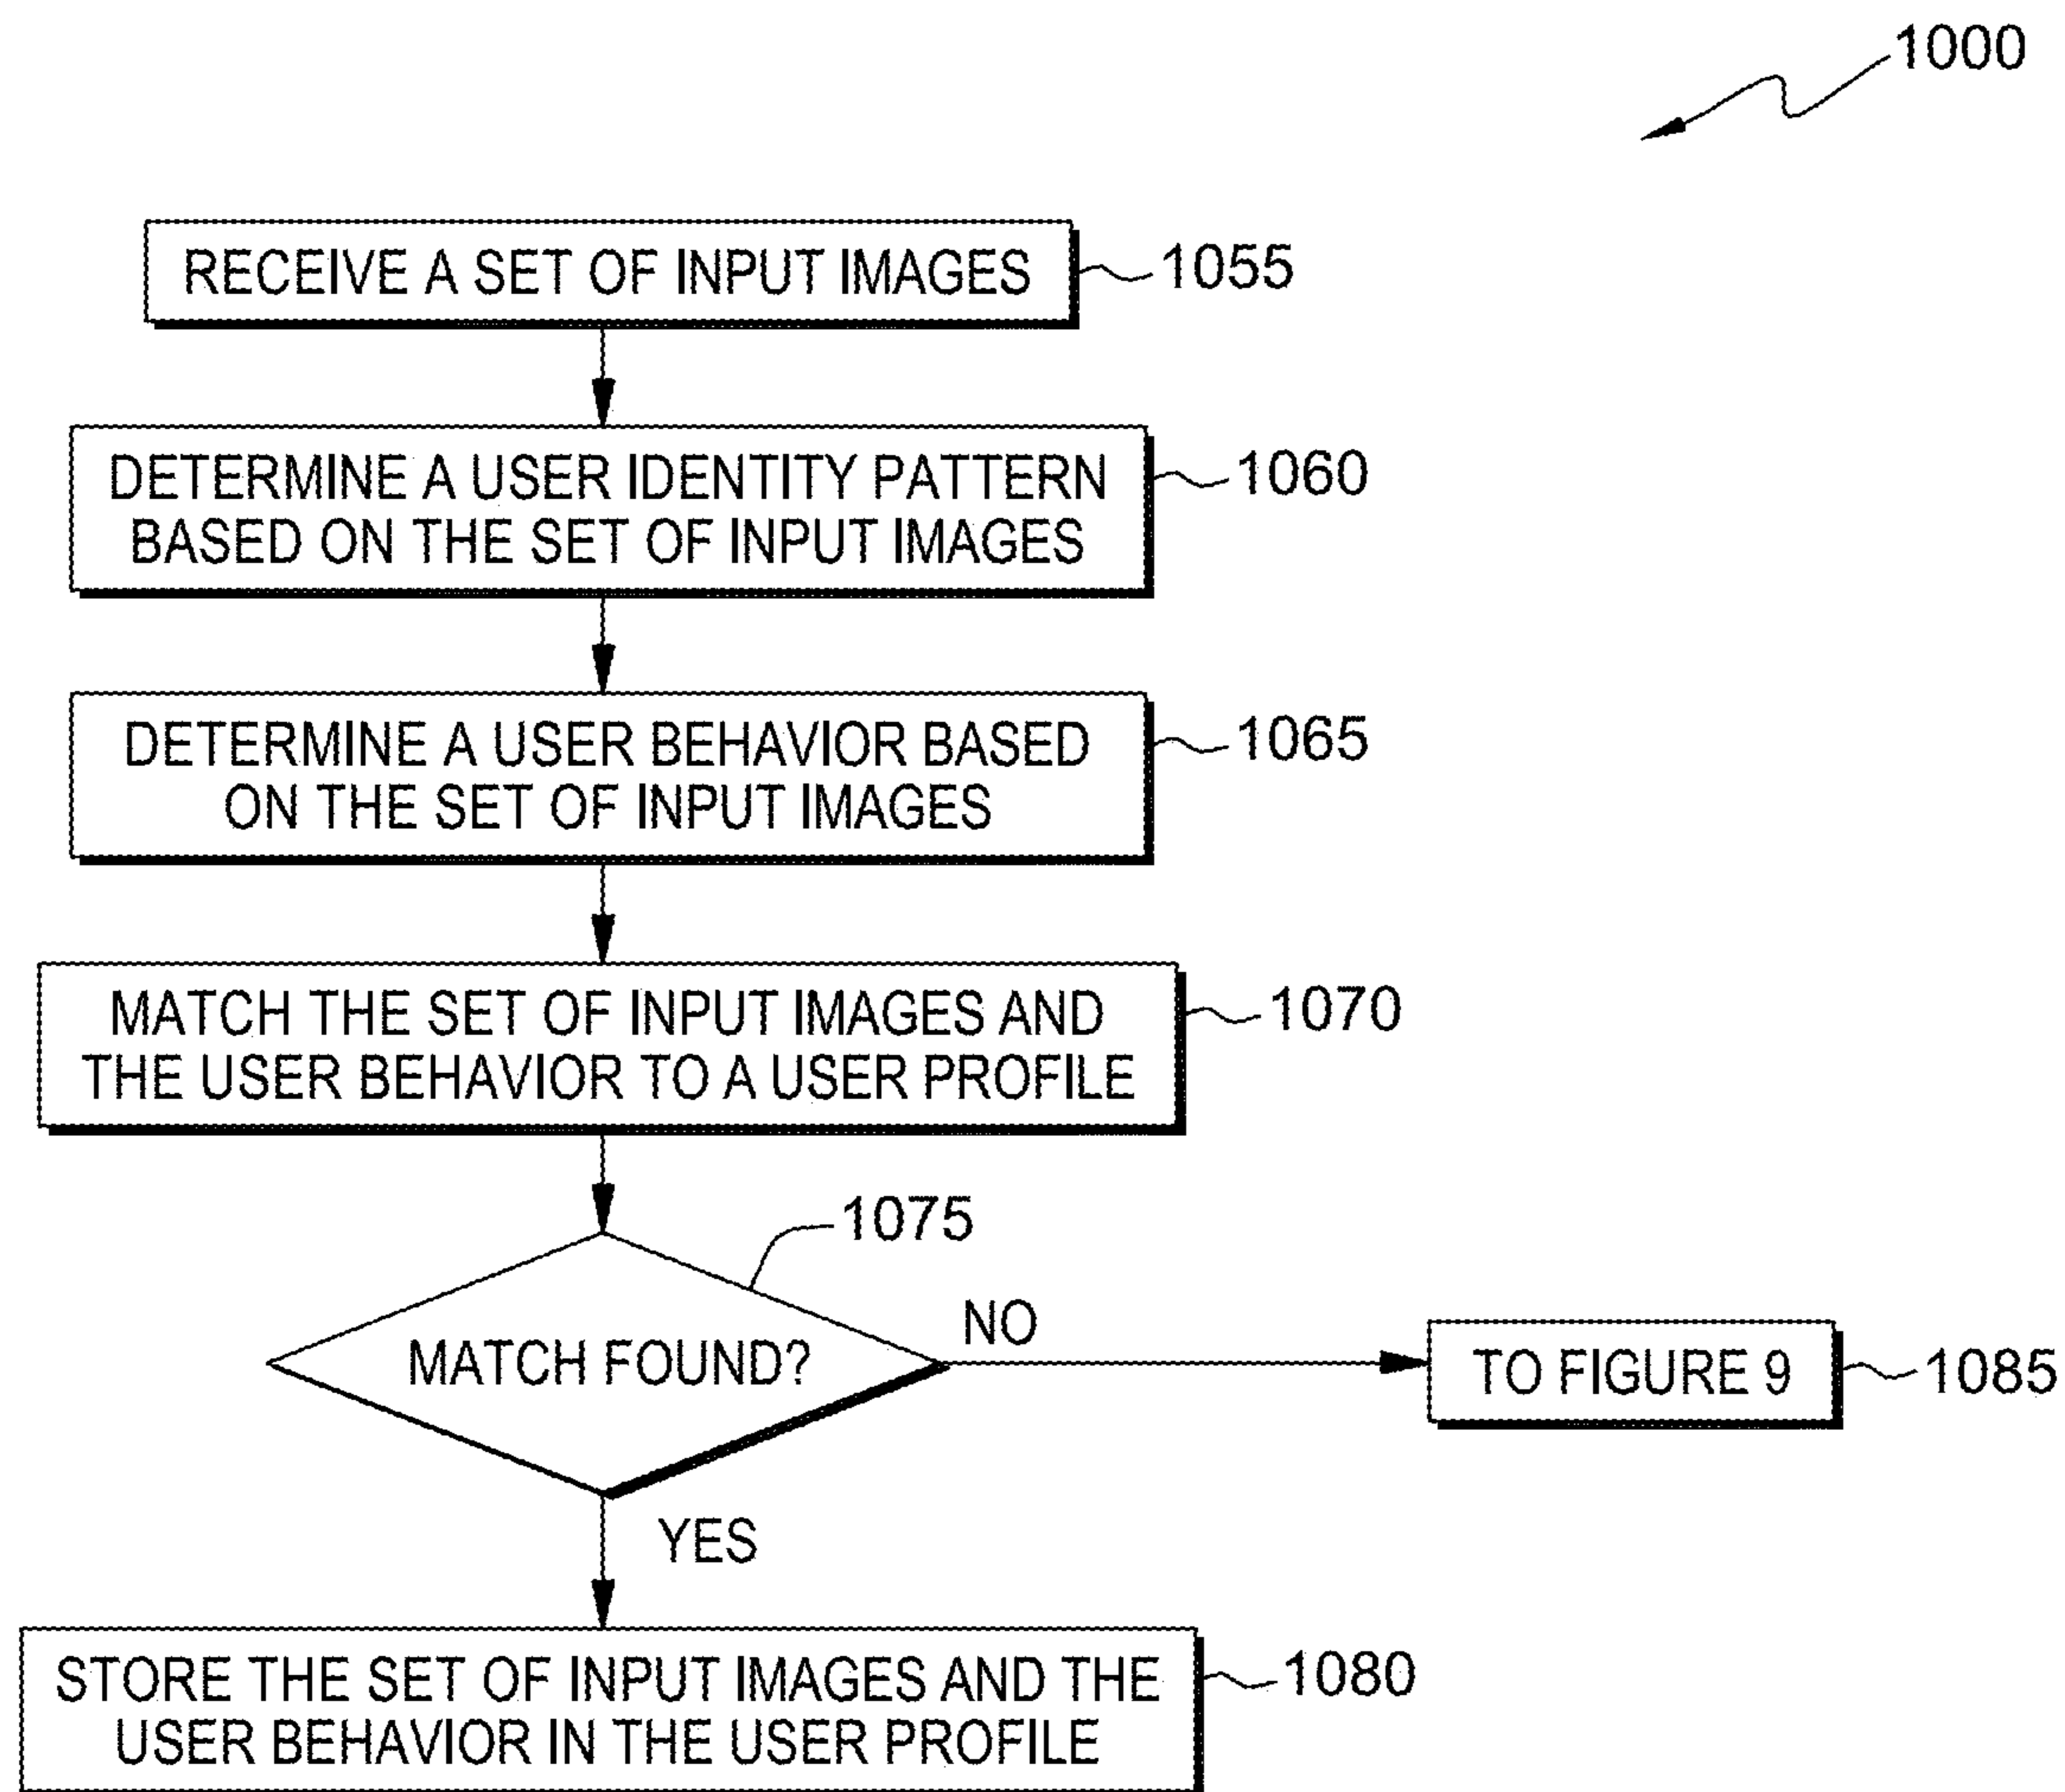 1000
RECEIVE A SET OF INPUT IMAGES
1055
DETERMINE A USER IDENTITY PATTERN
BASED ON THE SET OF INPUT IMAGES
1060
DETERMINE A USER BEHAVIOR BASED
ON THE SET OF INPUT IMAGES
1065
MATCH THE SET OF INPUT IMAGES AND
THE USER BEHAVIOR TO A USER PROFILE
1070
1075
MATCH FOUND?
NO
TO FIGURE 9
1085
YES
STORE THE SET OF INPUT IMAGES AND THE
USER BEHAVIOR IN THE USER PROFILE
1080